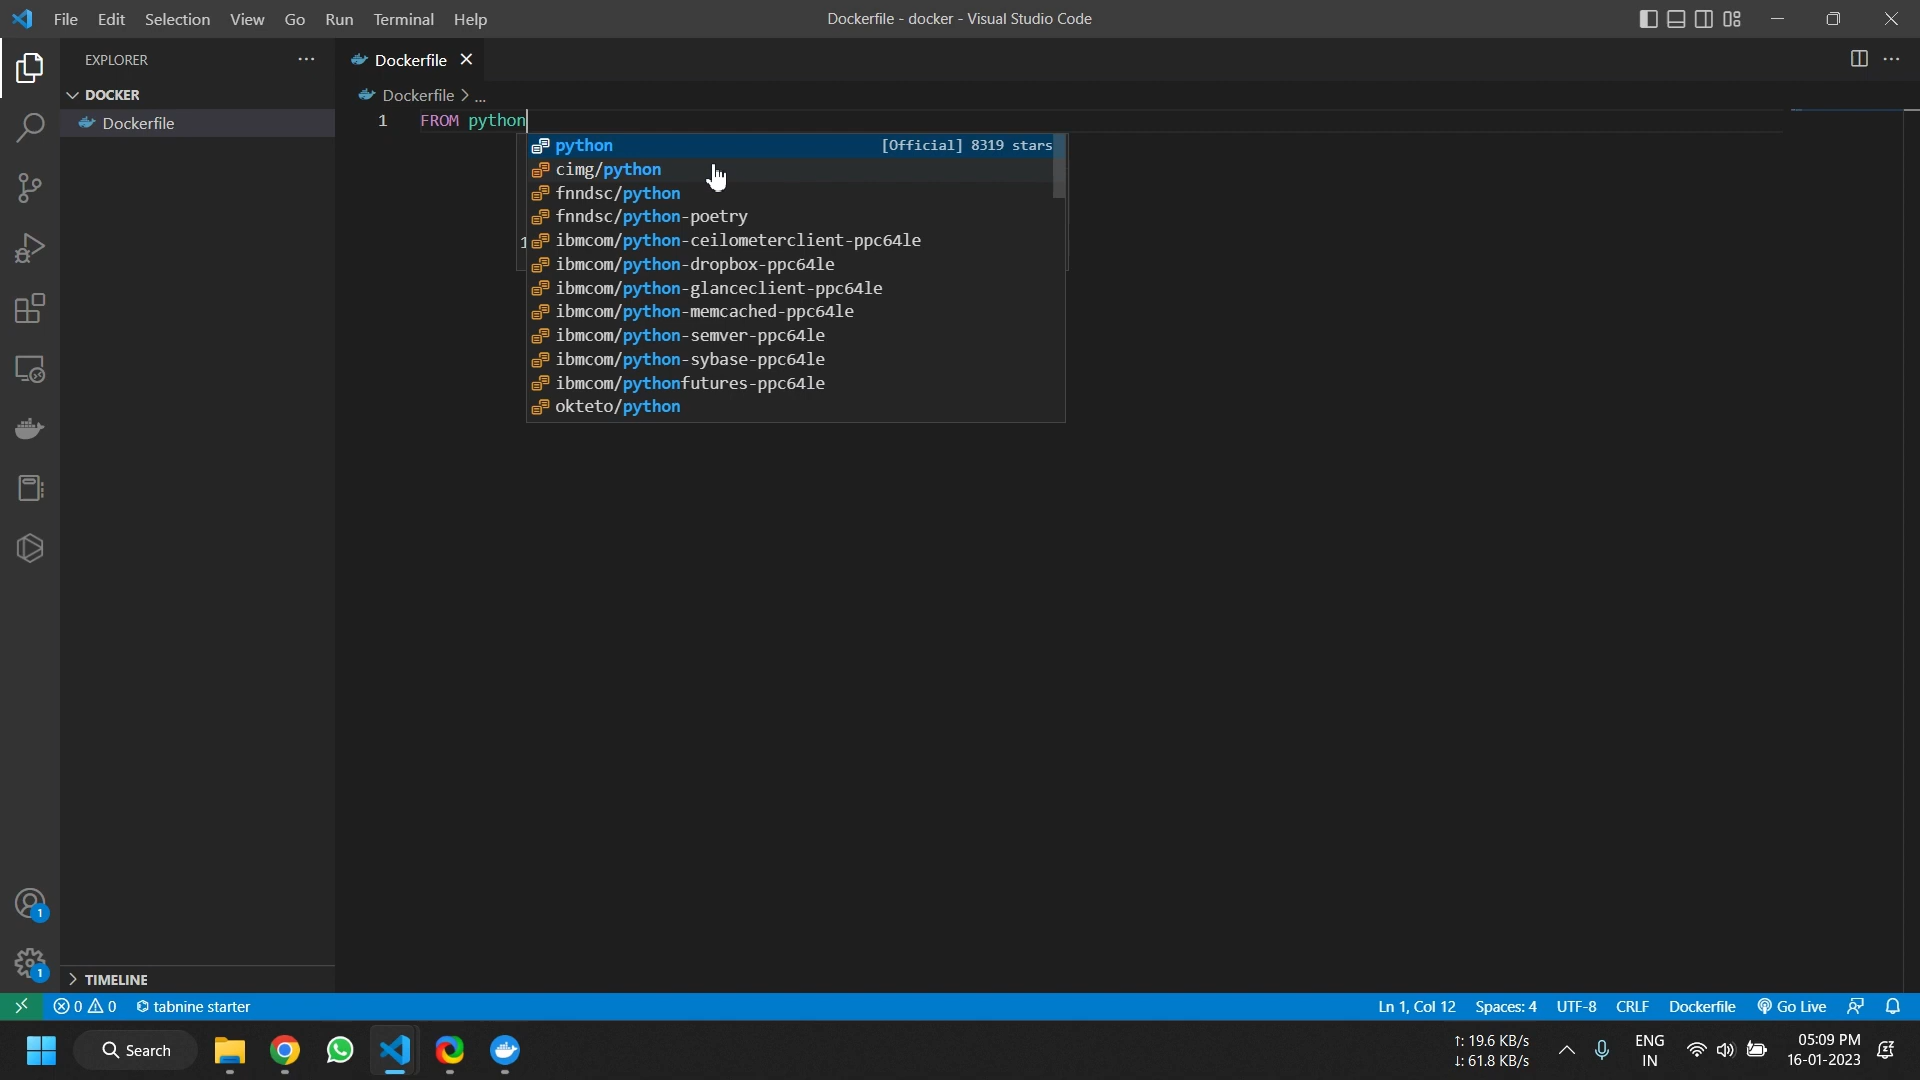 File Edit Selection View Go Run Terminal Help
Dockerfile - docker - Visual Studio Code
EXPLORER
Dockerfile
DOCKER
Dockerfile > ...
Dockerfile
1 FROM python
python [Official] 8319 stars
cimg/python
fnndsc/python
fnndsc/python-poetry
1
ibmcom/python-ceilometerclient-ppc64le
ibmcom/python-dropbox-ppc64le
ibmcom/python-glanceclient-ppc64le
ibmcom/python-memcached-ppc64le
ibmcom/python-semver-ppc64le
ibmcom/python-sybase-ppc64le
ibmcom/pythonfutures-ppc64le
okteto/python
1
1
TIMELINE
0 0 tabnine starter
Ln 1, Col 12 Spaces: 4 UTF-8 CRLF Dockerfile Go Live
Search
↑: 19.6 KB/s
↓: 61.8 KB/s
ENG
IN
05:09 PM
16-01-2023